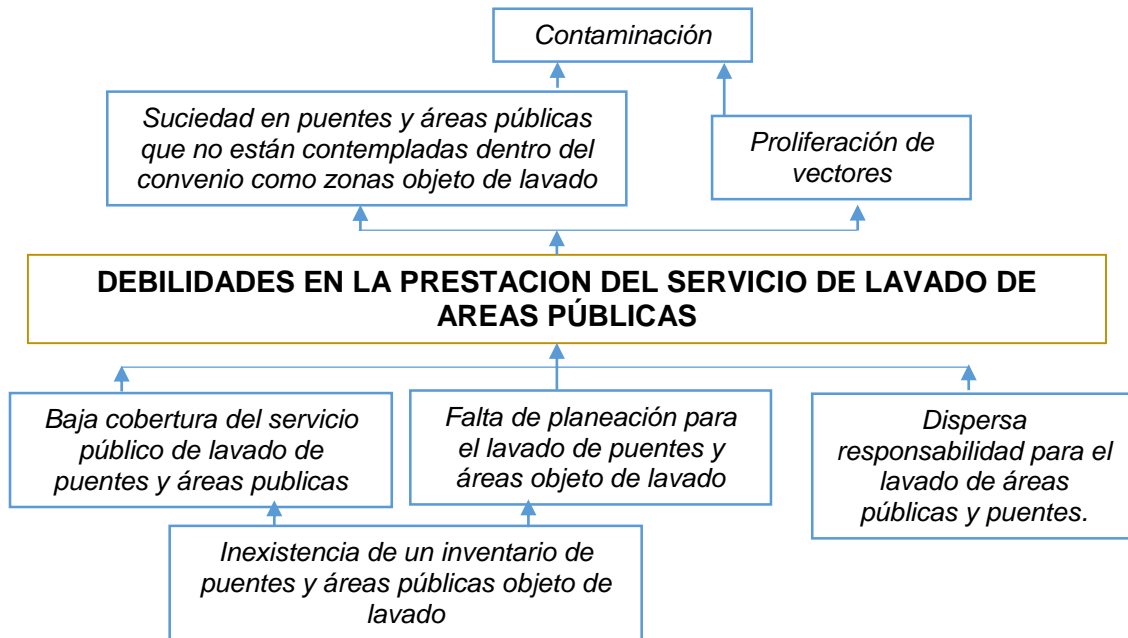 Contaminación
Suciedad en puentes y áreas públicas
que no están contempladas dentro del
convenio como zonas objeto de lavado
Proliferación de
vectores
DEBILIDADES EN LA PRESTACION DEL SERVICIO DE LAVADO DE
AREAS PÚBLICAS
Baja cobertura del servicio
público de lavado de
puentes y áreas publicas
Falta de planeación para
el lavado de puentes y
áreas objeto de lavado
Dispersa
responsabilidad para el
lavado de áreas
públicas y puentes.
Inexistencia de un inventario de
puentes y áreas públicas objeto de
lavado